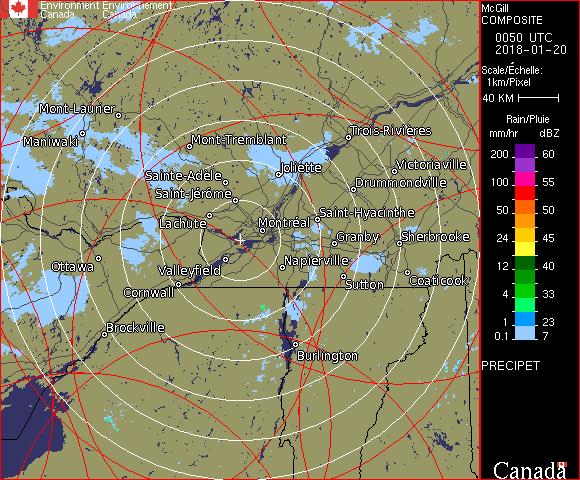 Environment Environnement
Canada Canada
McGill
COMPOSITE
0050 UTC
2018-01-20
Scale/Échelle:
1km/Pixel
40 KM
Rain/Pluie
mm/hr dBZ
200 60
100 55
50 50
24 45
12 40
4 33
1 23
0.1 7
PRECIPET
Canada
Mont-Laurier
Maniwaki
Mont-Tremblant
Trois-Rivières
Joliette
Victoriaville
Sainte-Adèle
Drummondville
Saint-Jérôme
Lachute
Saint-Hyacinthe
Montréal
Granby
Sherbrooke
Ottawa
Valleyfield
Napierville
Cornwall
Sutton
Coaticook
Brockville
Burlington